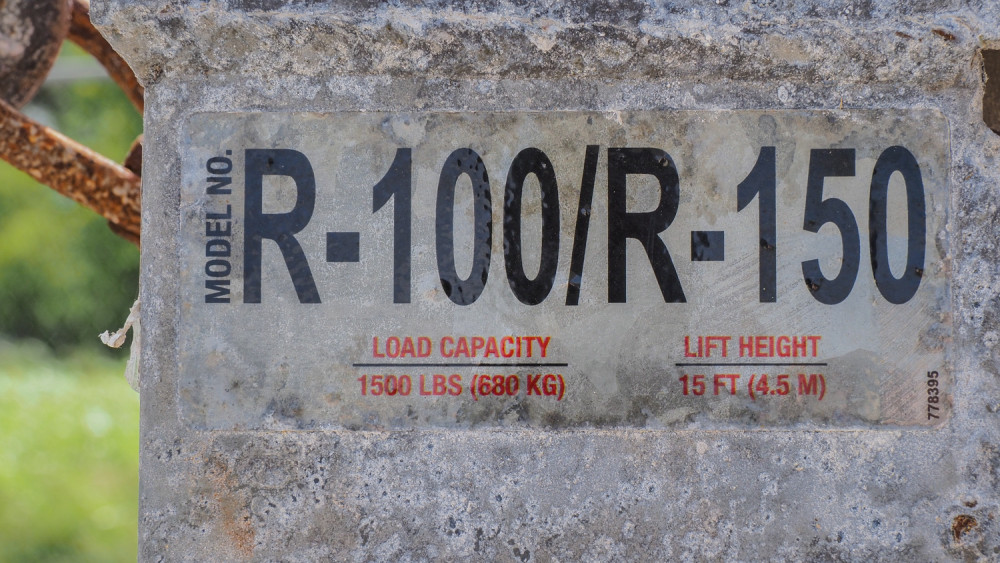 MODEL NO.
R-100/R-150
LOAD CAPACITY
1500 LBS (680 KG)
LIFT HEIGHT
15 FT (4.5 M)
778395